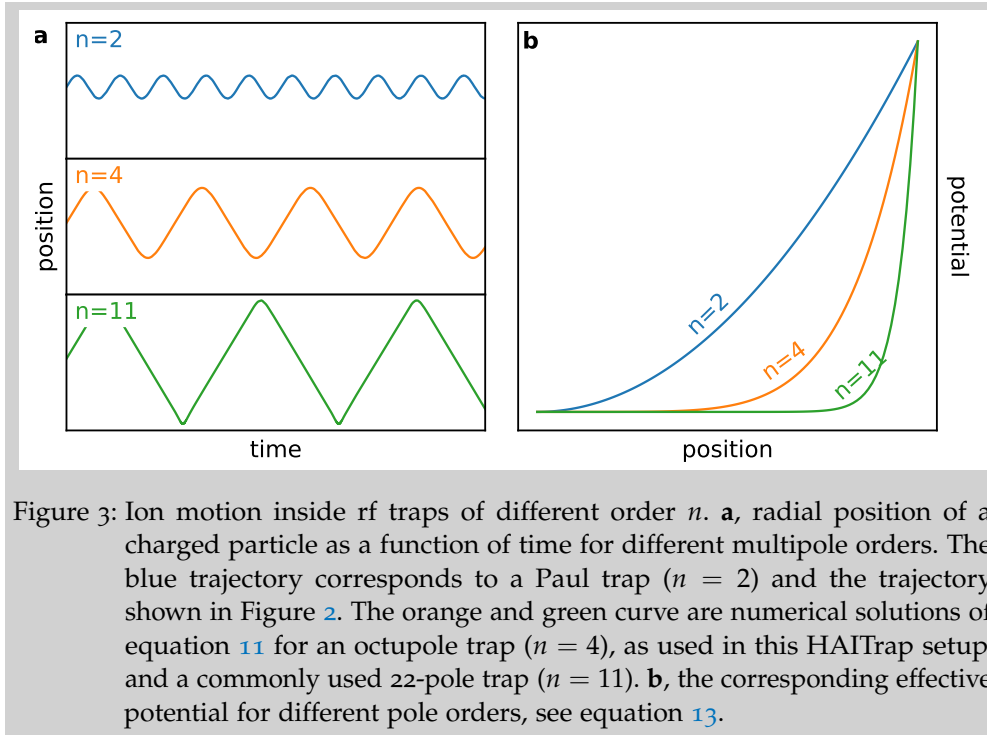 a
n=2
n=4
n=11
position
time
b
n=2
n=4
n=11
position
potential
Figure 3: Ion motion inside rf traps of different order n. a, radial position of a
charged particle as a function of time for different multipole orders. The
blue trajectory corresponds to a Paul trap (n = 2) and the trajectory
shown in Figure 2. The orange and green curve are numerical solutions of
equation 11 for an octupole trap (n = 4), as used in this HAITrap setup
and a commonly used 22-pole trap (n = 11). b, the corresponding effective
potential for different pole orders, see equation 13.